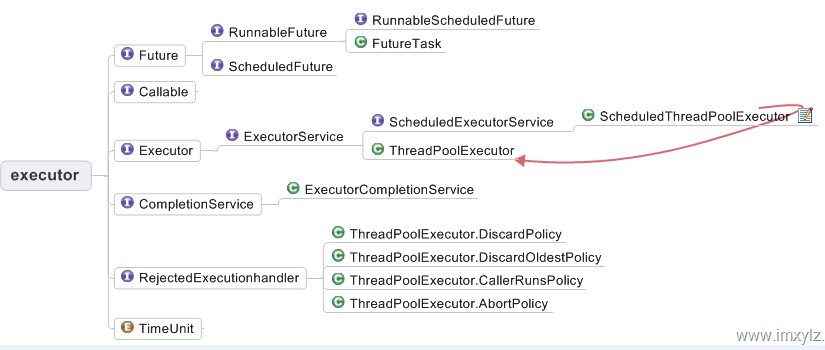 executor
Future
RunnableFuture
RunnableScheduledFuture
FutureTask
ScheduledFuture
Callable
Executor
ExecutorService
ScheduledExecutorService
ScheduledThreadPoolExecutor
ThreadPoolExecutor
CompletionService
ExecutorCompletionService
RejectedExecutionhandler
ThreadPoolExecutor.DiscardPolicy
ThreadPoolExecutor.DiscardOldestPolicy
ThreadPoolExecutor.CallerRunsPolicy
ThreadPoolExecutor.AbortPolicy
TimeUnit
www.imxylz.